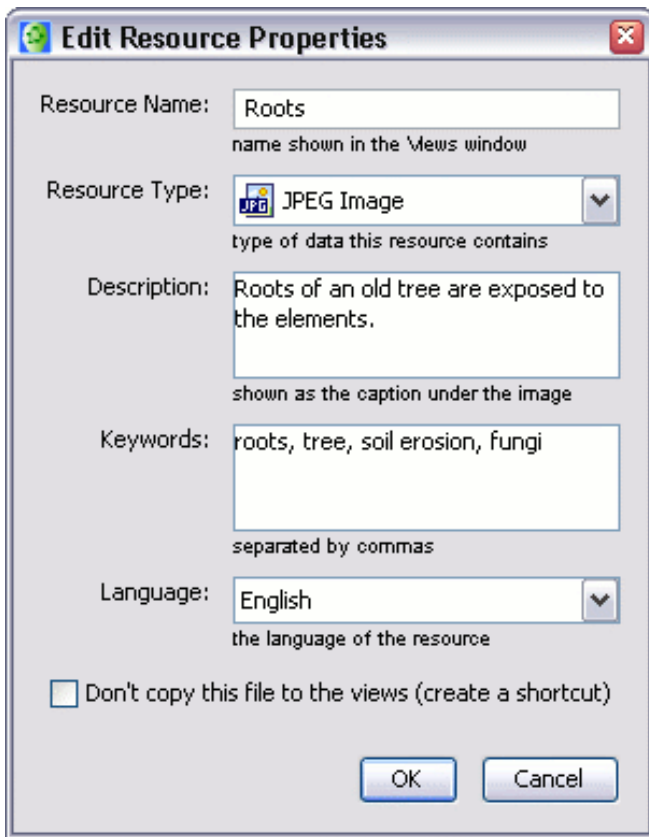 Edit Resource Properties
Resource Name: Roots
name shown in the Views window
Resource Type: JPG JPEG Image
type of data this resource contains
Description: Roots of an old tree are exposed to
the elements.
shown as the caption under the image
Keywords: roots, tree, soil erosion, fungi
separated by commas
Language: English
the language of the resource
Don't copy this file to the views (create a shortcut)
OK Cancel